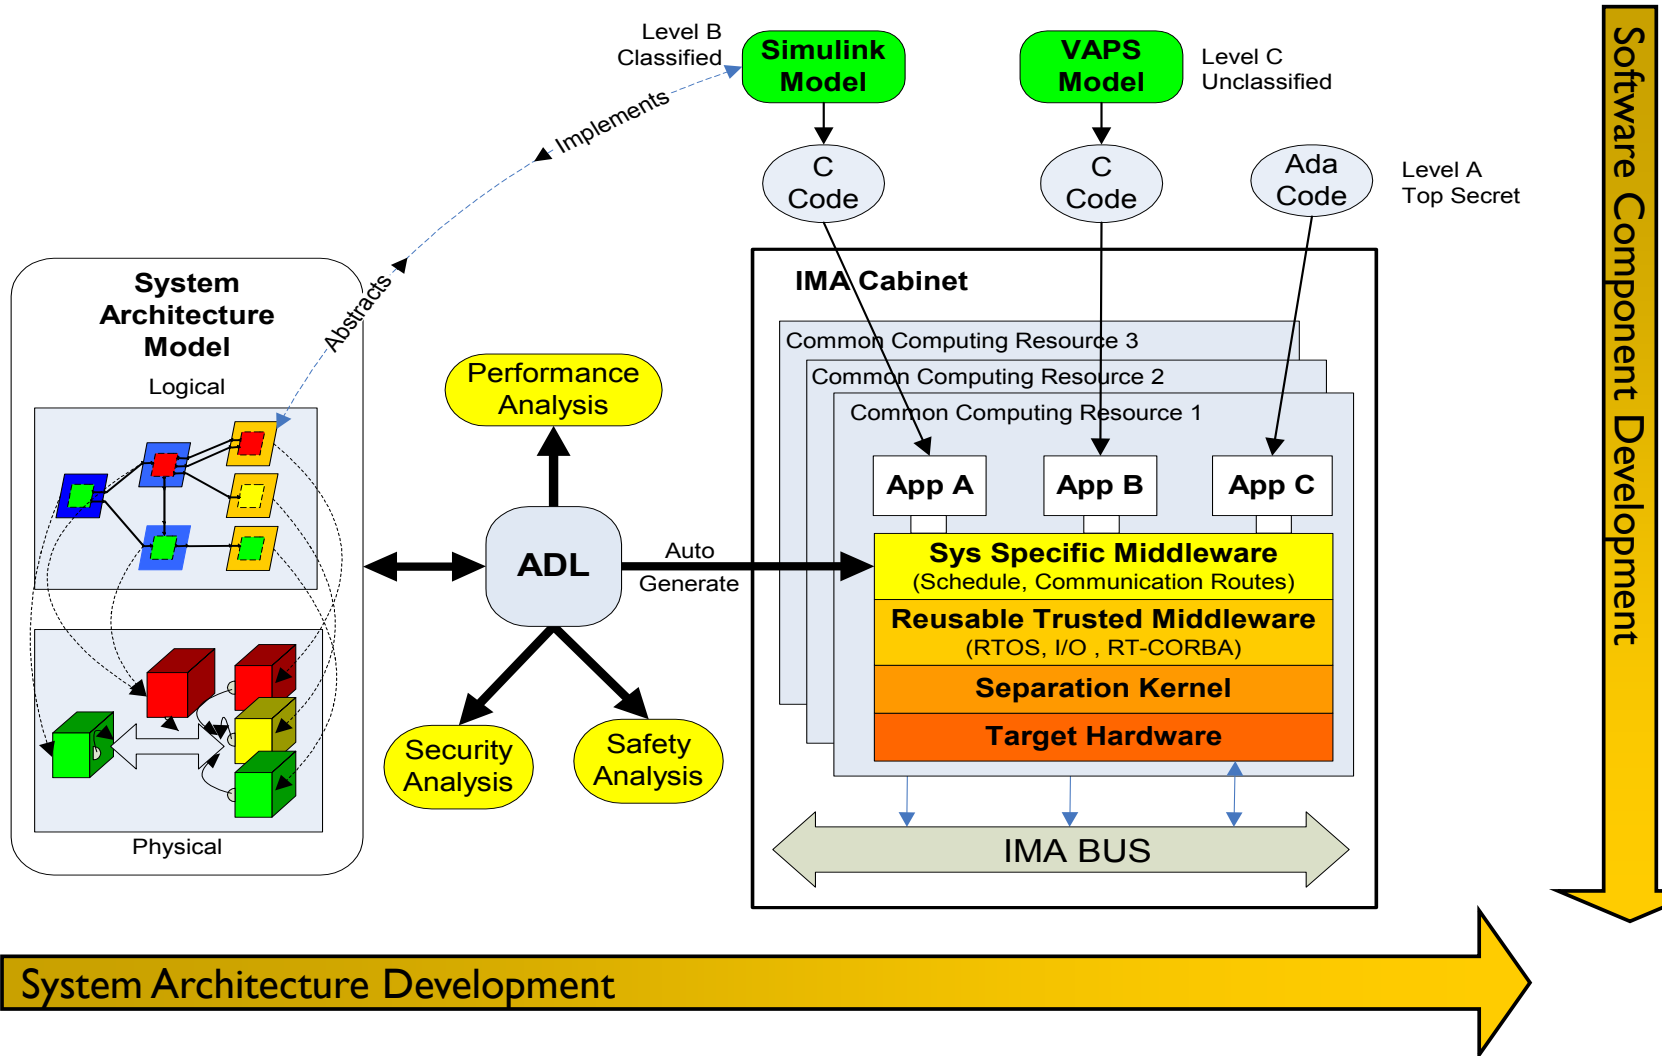 Level B
Classified
Simulink
Model
VAPS
Model
Level C
Unclassified
Implements
C
Code
C
Code
Ada
Code
Level A
Top Secret
Software Component Development
System
Architecture
Model
Logical
Abstracts
IMA Cabinet
Common Computing Resource 3
Common Computing Resource 2
Common Computing Resource 1
Performance
Analysis
App A
App B
App C
ADL
Auto
Generate
Sys Specific Middleware
(Schedule, Communication Routes)
Reusable Trusted Middleware
(RTOS, I/O , RT-CORBA)
Separation Kernel
Target Hardware
Security
Analysis
Safety
Analysis
Physical
IMA BUS
System Architecture Development